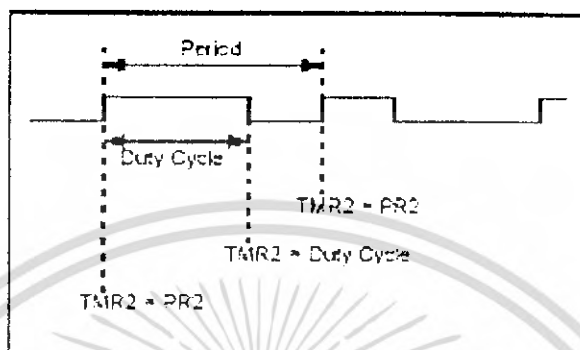 Period
Duty Cycle
TMR2 = PR2
TMR2 = Duty Cycle
TMR2 = PR2